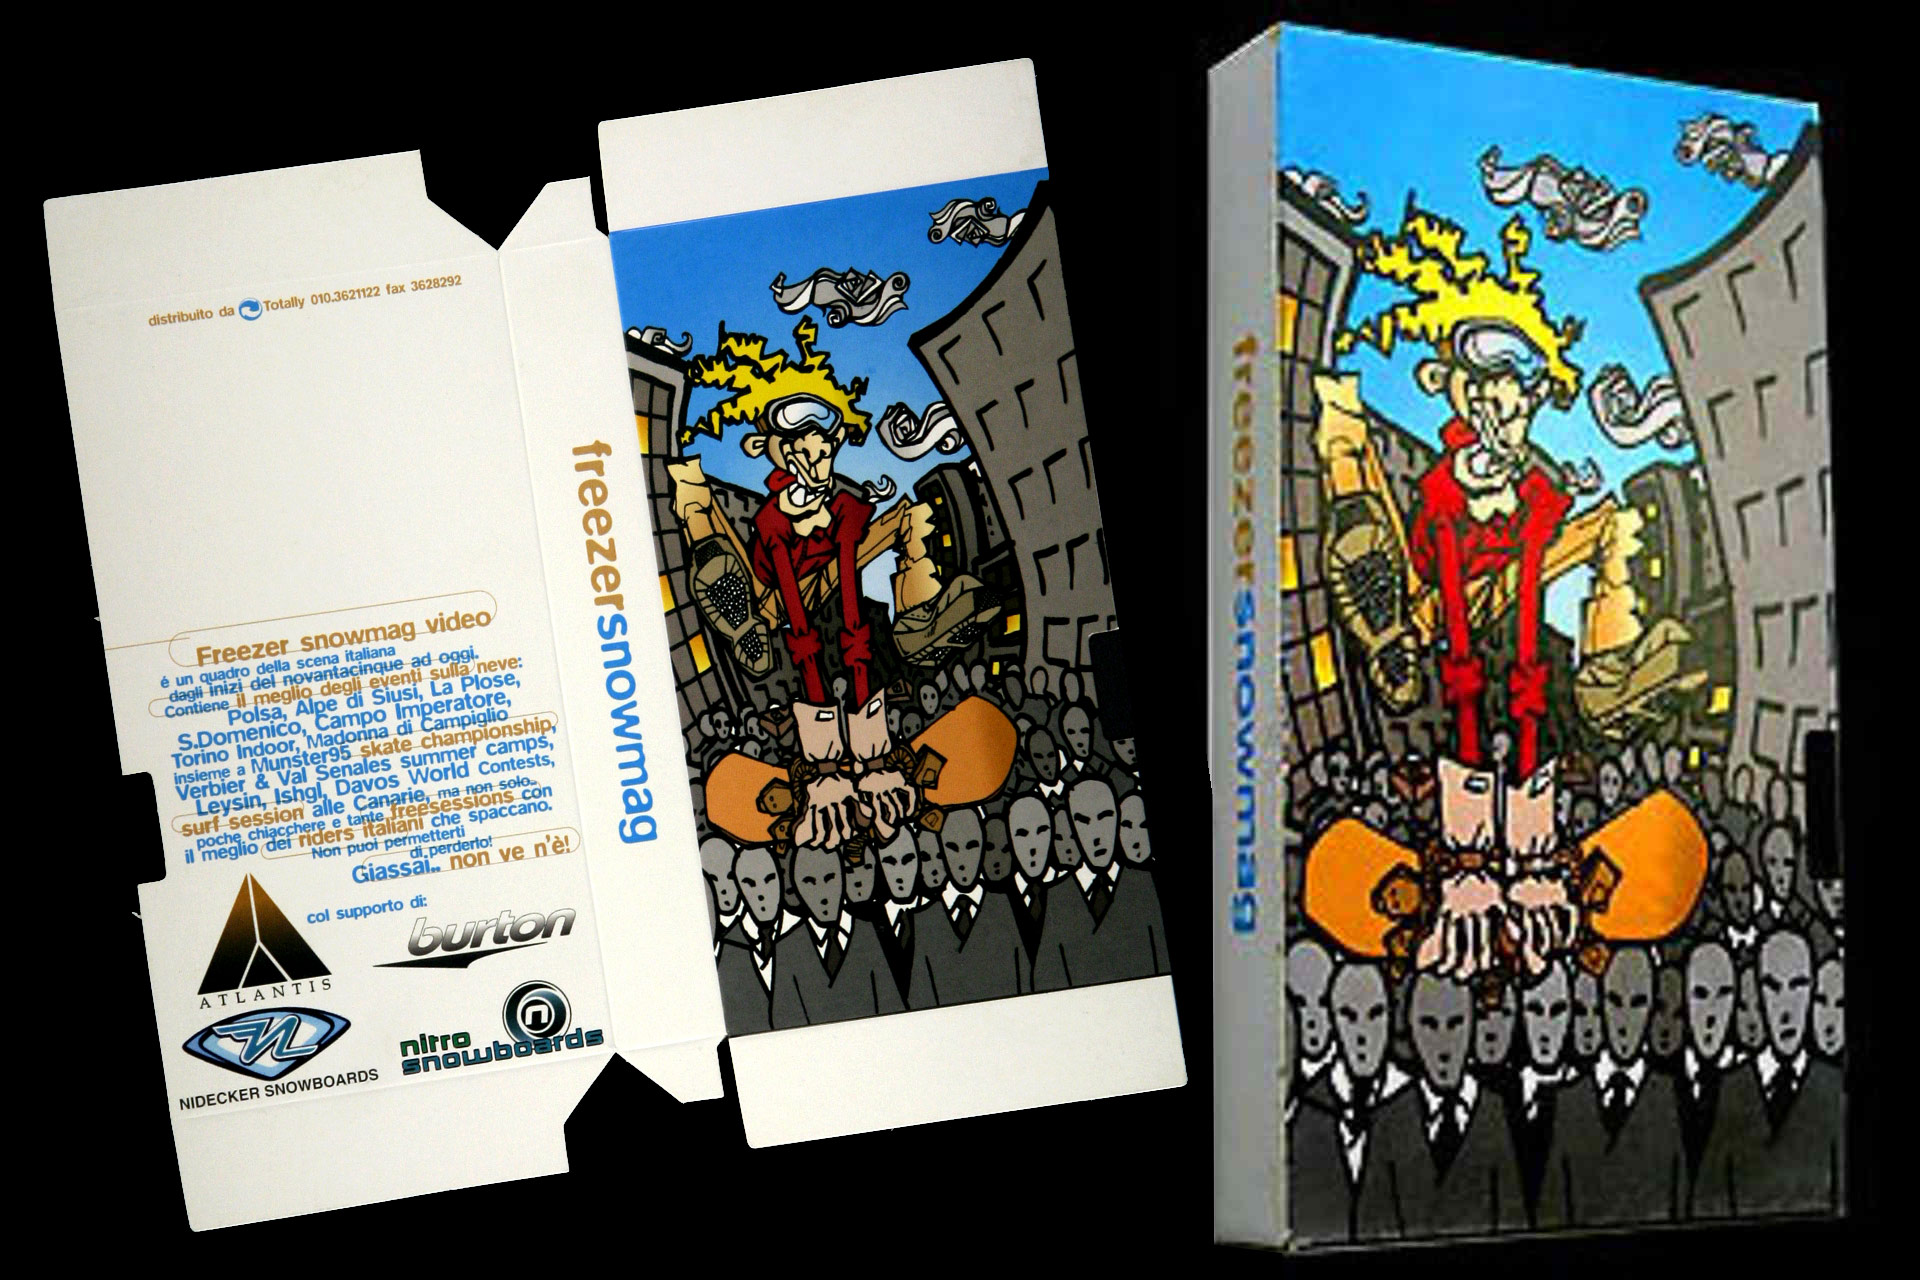 distribuito da Totally 010.3621122 fax 3628292
Freezer snowmag video
é un quadro della scena italiana
dagli inizi del novantacinque ad oggi.
Contiene il meglio degli eventi sulla neve:
Polsa, Alpe di Siusi, La Plose,
S.Domenico, Campo Imperatore,
Torino Indoor, Madonna di Campiglio
insieme a Munster95 skate championship,
Verbier & Val Senales summer camps,
Leysin, Ishgl, Davos World Contests,
surf session alle Canarie, ma non solo..
poche chiacchere e tante freesessions con
il meglio dei riders italiani che spaccano.
Non puoi permetterti
di perderlo!
Giassai.. non ve n'è!
col supporto di:
ATLANTIS
burton
NIDECKER SNOWBOARDS
n
nitro
snowboards
freezersnowmag
freezersnowmag